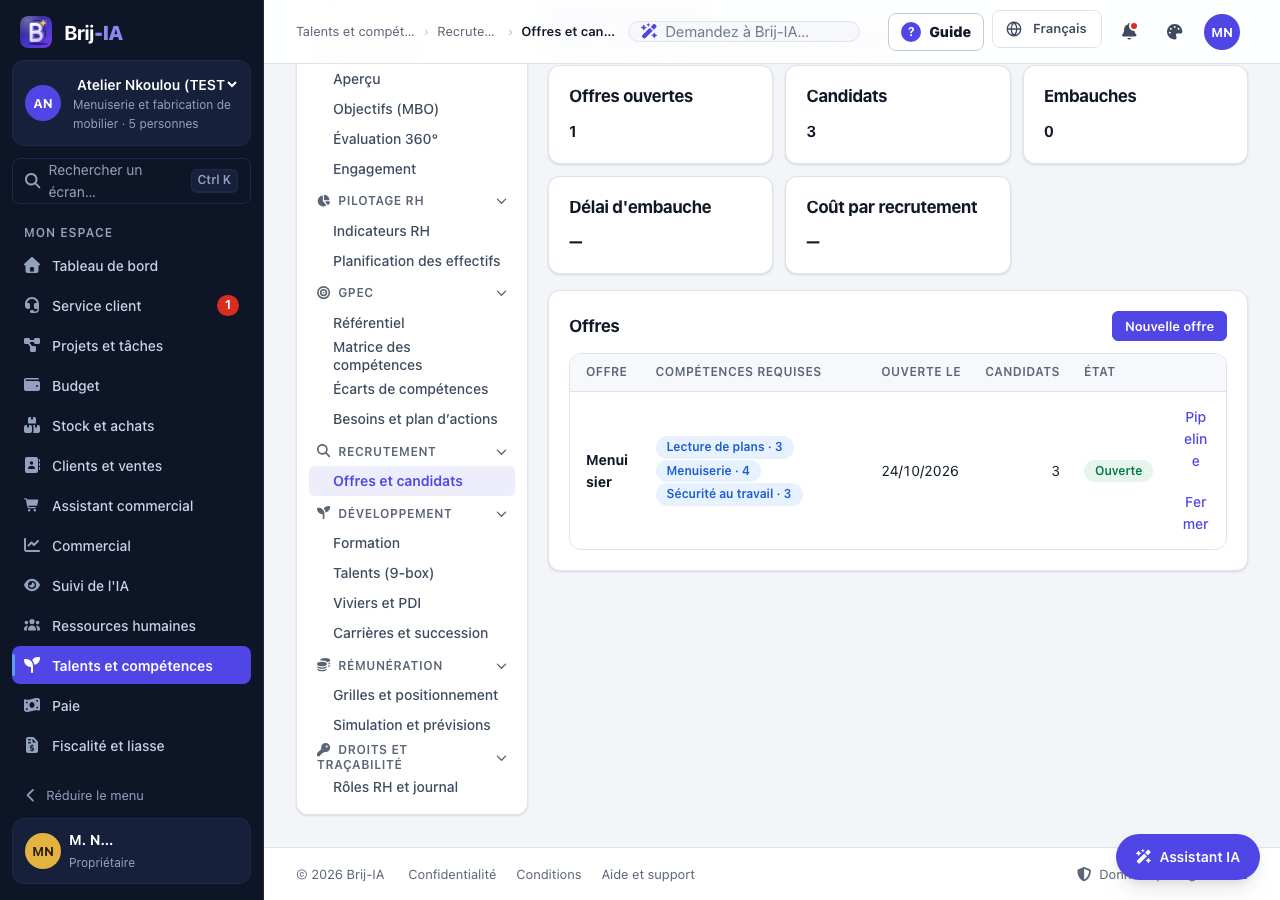 Brij-IA
AN
Atelier Nkoulou (TEST
Menuiserie et fabrication de
mobilier · 5 personnes
Rechercher un
écran...
Ctrl K
MON ESPACE
Tableau de bord
Service client
1
Projets et tâches
Budget
Stock et achats
Clients et ventes
Assistant commercial
Commercial
Suivi de l'IA
Ressources humaines
Talents et compétences
Paie
Fiscalité et liasse
Réduire le menu
MN
M. N...
Propriétaire
Talents et compét...
›
Recrute...
›
Offres et can...
Demandez à Brij-IA...
? Guide
Français
MN
Aperçu
Objectifs (MBO)
Évaluation 360°
Engagement
PILOTAGE RH
Indicateurs RH
Planification des effectifs
GPEC
Référentiel
Matrice des
compétences
Écarts de compétences
Besoins et plan d’actions
RECRUTEMENT
Offres et candidats
DÉVELOPPEMENT
Formation
Talents (9-box)
Viviers et PDI
Carrières et succession
RÉMUNÉRATION
Grilles et positionnement
Simulation et prévisions
DROITS ET
TRAÇABILITÉ
Rôles RH et journal
Offres ouvertes
1
Candidats
3
Embauches
0
Délai d'embauche
—
Coût par recrutement
—
Offres
Nouvelle offre
OFFRE COMPÉTENCES REQUISES OUVERTE LE CANDIDATS ÉTAT
Menui
sier
Lecture de plans · 3
Menuiserie · 4
Sécurité au travail · 3
24/10/2026
3
Ouverte
Pip
elin
e
Fer
mer
© 2026 Brij-IA
Confidentialité
Conditions
Aide et support
Assistant IA